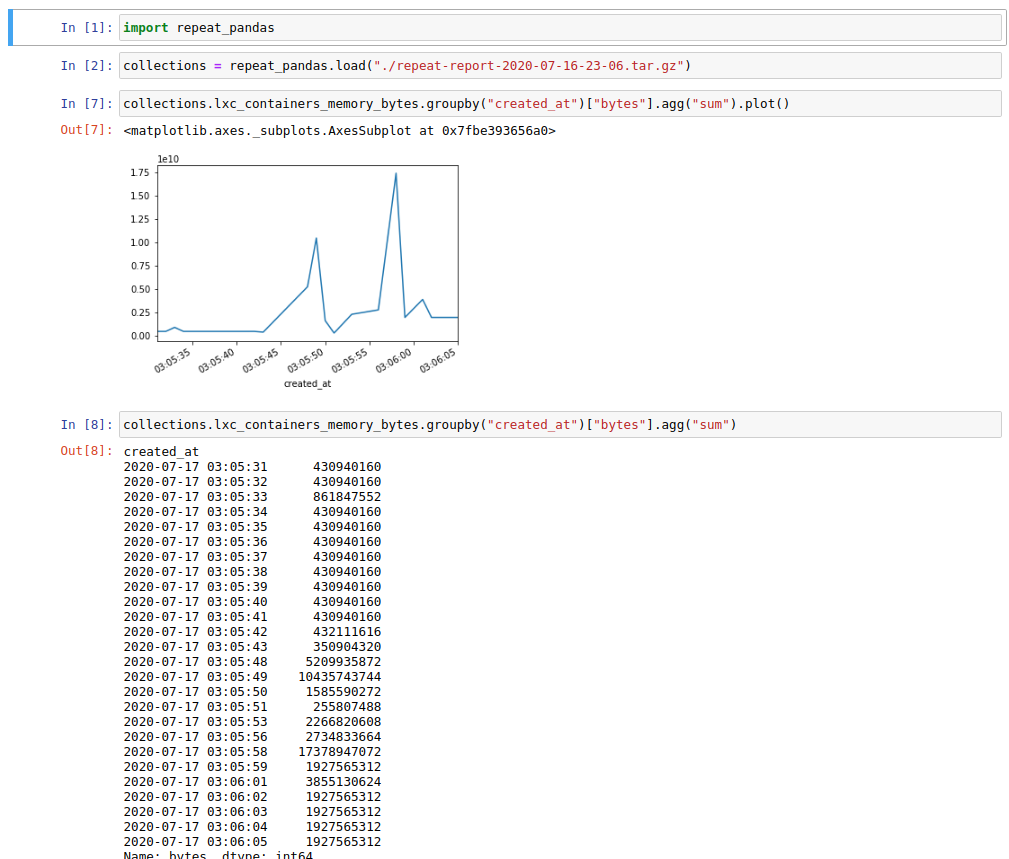 In [1]: import repeat_pandas
In [2]: collections = repeat_pandas.load("./repeat-report-2020-07-16-23-06.tar.gz")
In [7]: collections.lxc_containers_memory_bytes.groupby("created_at")["bytes"].agg("sum").plot()
Out[7]: <matplotlib.axes._subplots.AxesSubplot at 0x7fbe393656a0>
1e10
1.75
1.50
1.25
1.00
0.75
0.50
0.25
0.00
03:05:35 03:05:40 03:05:45 03:05:50 03:05:55 03:06:00 03:06:05
created_at
In [8]: collections.lxc_containers_memory_bytes.groupby("created_at")["bytes"].agg("sum")
Out[8]: created_at
2020-07-17 03:05:31 430940160
2020-07-17 03:05:32 430940160
2020-07-17 03:05:33 861847552
2020-07-17 03:05:34 430940160
2020-07-17 03:05:35 430940160
2020-07-17 03:05:36 430940160
2020-07-17 03:05:37 430940160
2020-07-17 03:05:38 430940160
2020-07-17 03:05:39 430940160
2020-07-17 03:05:40 430940160
2020-07-17 03:05:41 430940160
2020-07-17 03:05:42 432111616
2020-07-17 03:05:43 350904320
2020-07-17 03:05:48 5209935872
2020-07-17 03:05:49 10435743744
2020-07-17 03:05:50 1585590272
2020-07-17 03:05:51 255807488
2020-07-17 03:05:53 2266820608
2020-07-17 03:05:56 2734833664
2020-07-17 03:05:58 17378947072
2020-07-17 03:05:59 1927565312
2020-07-17 03:06:01 3855130624
2020-07-17 03:06:02 1927565312
2020-07-17 03:06:03 1927565312
2020-07-17 03:06:04 1927565312
2020-07-17 03:06:05 1927565312
Name: bytes, dtype: int64